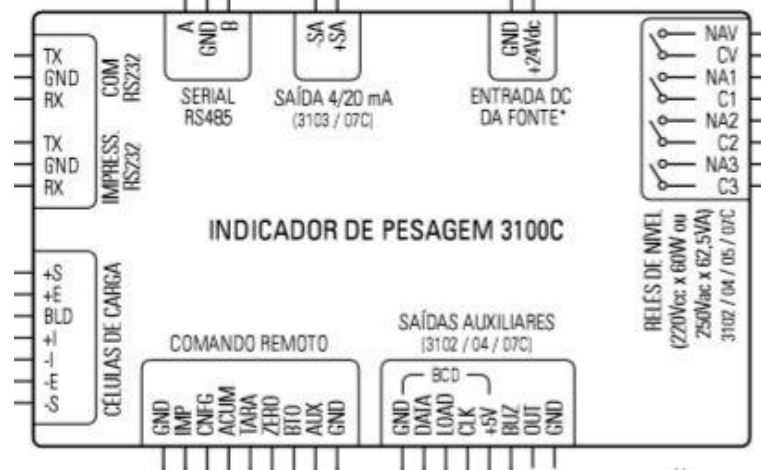 TX
GND
RX
COM
RS232
TX
GND
RX
IMPRESS.
RS232
A
GND
B
SERIAL
RS485
-SA
+SA
SAÍDA 4/20 mA
(3103 / 07C)
GND
+24Vdc
ENTRADA DC
DA FONTE*
NAV
CV
NA1
C1
NA2
C2
NA3
C3
RELÉS DE NÍVEL
(220Vcc x 60W ou
250Vac x 62,5VA)
3102 / 04 / 05 / 07C
INDICADOR DE PESAGEM 3100C
+S
+E
BLD
+I
-I
-E
-S
CÉLULAS DE CARGA
COMANDO REMOTO
GND
IMP
CNFG
ACUM
TARA
ZERO
BTO
AUX
GND
SAÍDAS AUXILIARES
(3102 / 04 / 07C)
BCD
GND
DATA
LOAD
CLK
+5V
BUZ
OUT
GND